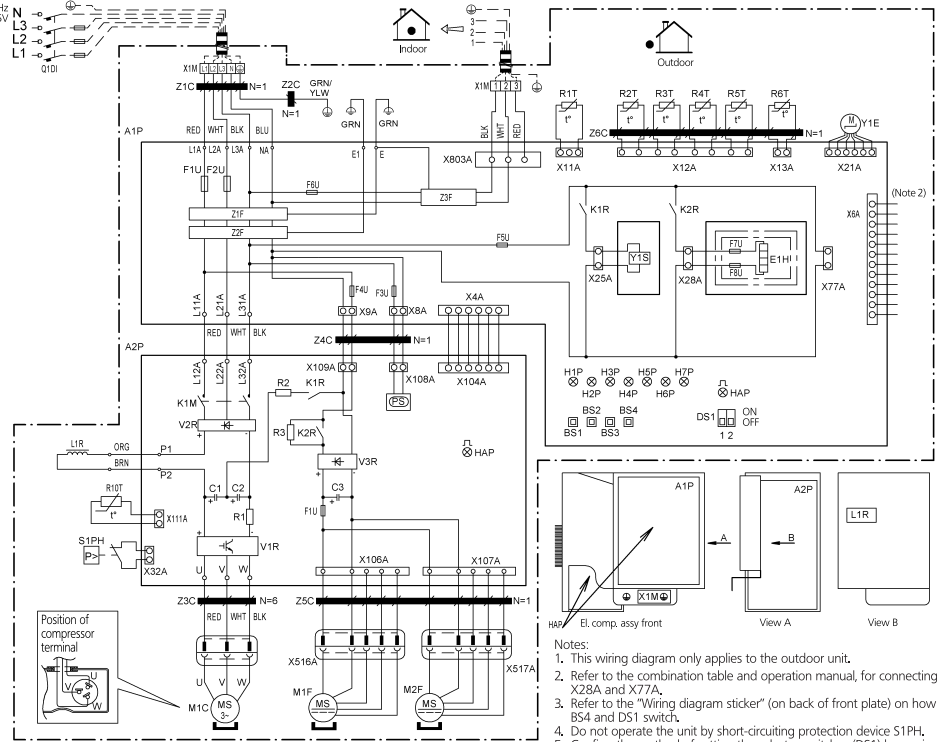 Hz
5V
N
L3
L2
L1
Q1DI
Indoor
3
2
1
Outdoor
X1M L1 L2 L3 N
Z1C N=1
Z2C
N=1
GRN/
YLW
GRN GRN
X1M 1 2 3
BLK WHT RED
R1T R2T R3T R4T R5T R6T
t° t° t° t° t° t°
Z6C N=1
M Y1E
X11A X12A X13A X21A
A1P
RED WHT BLK BLU
L1A L2A L3A NA E1 E
X803A
F1U F2U
F6U
Z3F
Z1F
Z2F
F5U
K1R K2R
X6A
(Note 2)
Y1S
F7U
F8U
E1H
X25A X28A X77A
L11A L21A L31A
F4U F3U
X9A X8A
X4A
RED WHT BLK
Z4C N=1
A2P
L12A L22A L32A
X109A X108A X104A
(PS)
K1M
V2R
R2 K1R
R3 K2R
V3R
HAP
H1P H3P H5P H7P
H2P H4P H6P
HAP
BS2 BS4
BS1 BS3
DS1
ON
OFF
1 2
L1R
ORG
BRN
P1
P2
R10T
t°
X111A
S1PH
P>
X32A
C1 C2
+ +
R1
C3
+
F1U
+ -
V1R
U V W
X106A X107A
Z3C N=6
Z5C N=1
RED WHT BLK
X516A X517A
U V W
M1C
MS
3~
M1F
MS
M2F
MS
Position of
compressor
terminal
U
V
W
A1P
A
X1M
HAP
El. comp. assy front
A2P
B
View A
L1R
View B
Notes:
1. This wiring diagram only applies to the outdoor unit.
2. Refer to the combination table and operation manual, for connecting
X28A and X77A.
3. Refer to the "Wiring diagram sticker" (on back of front plate) on how
BS4 and DS1 switch.
4. Do not operate the unit by short-circuiting protection device S1PH.